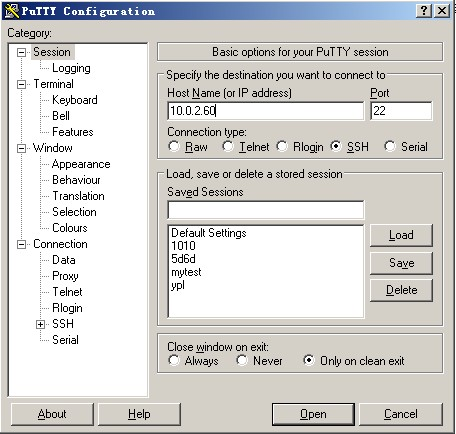 PuTTY Configuration
Category:
Session
Logging
Terminal
Keyboard
Bell
Features
Window
Appearance
Behaviour
Translation
Selection
Colours
Connection
Data
Proxy
Telnet
Rlogin
SSH
Serial
Basic options for your PuTTY session
Specify the destination you want to connect to
Host Name (or IP address) Port
10.0.2.60 22
Connection type:
Raw Telnet Rlogin SSH Serial
Load, save or delete a stored session
Saved Sessions
Default Settings
1010
5d6d
mytest
ypl
Load
Save
Delete
Close window on exit:
Always Never Only on clean exit
About Help Open Cancel